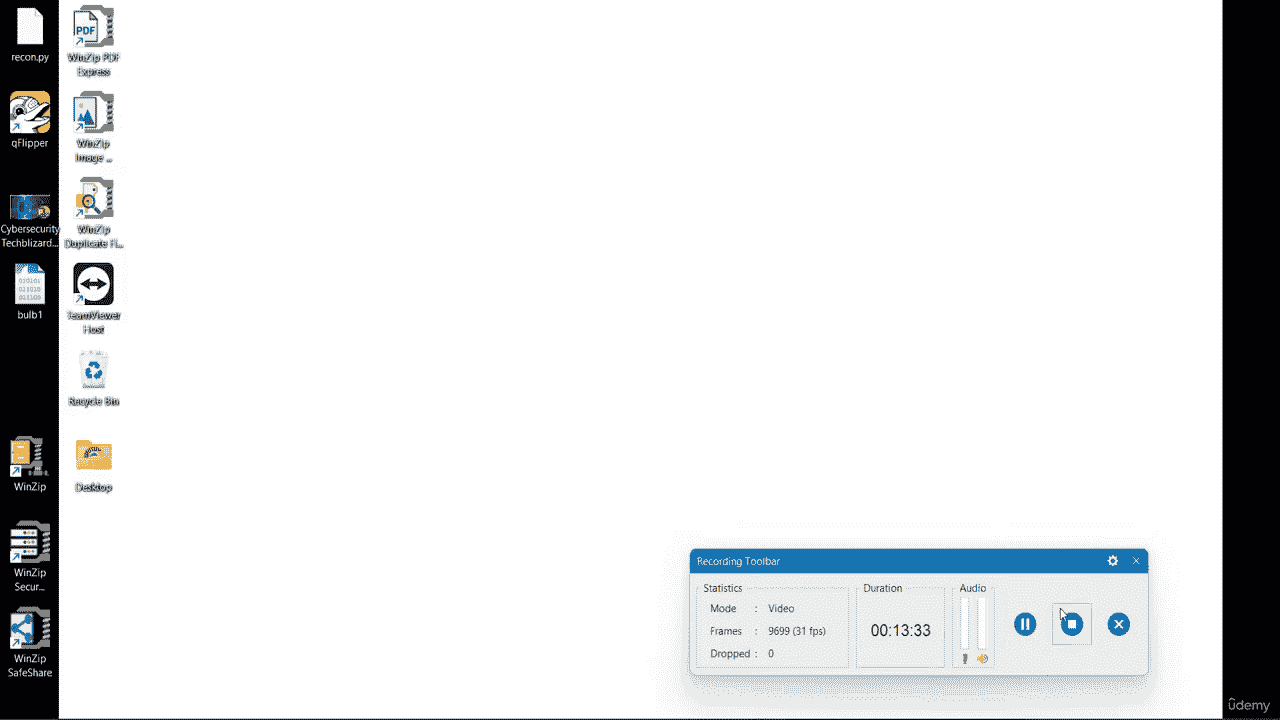 recon.py
WinZip PDF
Express
qFlipper
WinZip
Image ...
Cybersecurity
Techblizard...
WinZip
Duplicate Fi...
bulb1
TeamViewer
Host
Recycle Bin
WinZip
Desktop
WinZip
Secur...
WinZip
SafeShare
PDF
Recording Toolbar
Statistics
Mode : Video
Frames : 9699 (31 fps)
Dropped : 0
Duration
00:13:33
Audio
ûdemy